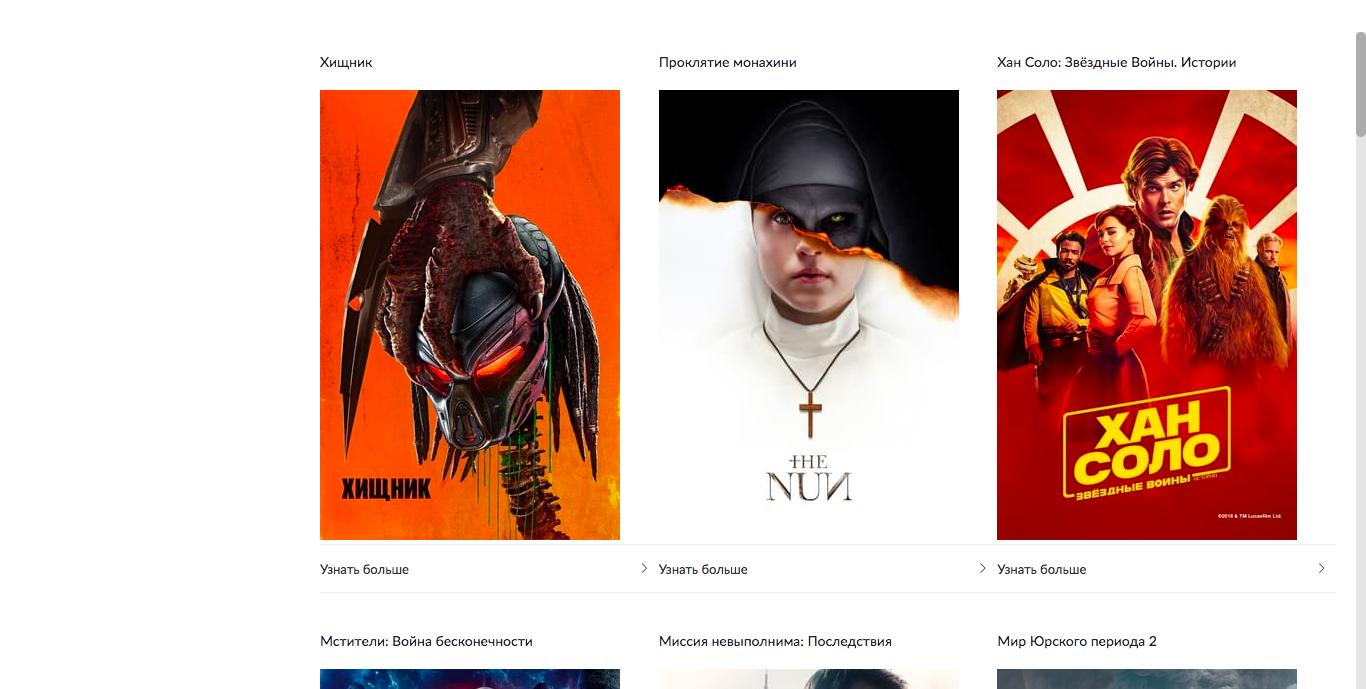 Хищник
Проклятие монахини
Хан Соло: Звёздные Войны. Истории
ХИЩНИК
THE
NUN
ХАН
СОЛО
ЗВЁЗДНЫЕ ВОЙНЫ ИСТОРИИ
©2018 & TM Lucasfilm Ltd.
Узнать больше
Узнать больше
Узнать больше
Мстители: Война бесконечности
Миссия невыполнима: Последствия
Мир Юрского периода 2